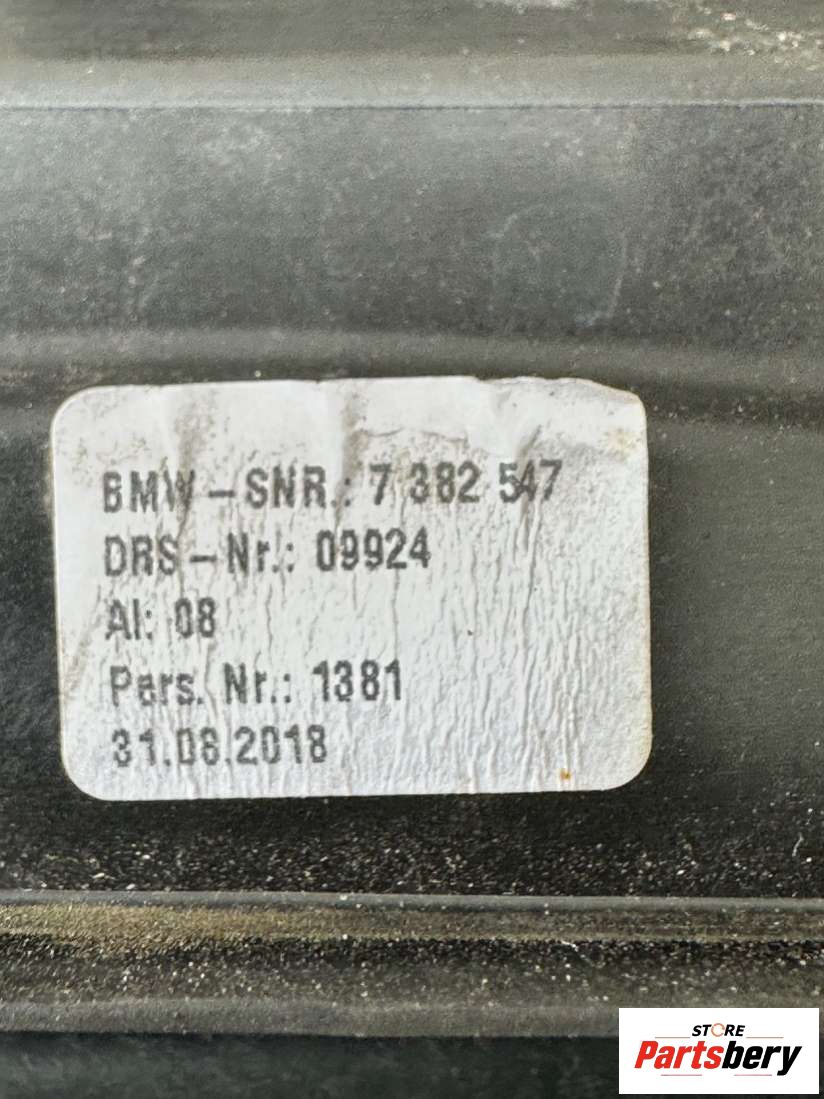 BMW-SNR.: 7 382 547
DRS-Nr.: 09924
AI: 08
Pers. Nr.: 1381
31.08.2018
STORE
Partsbery